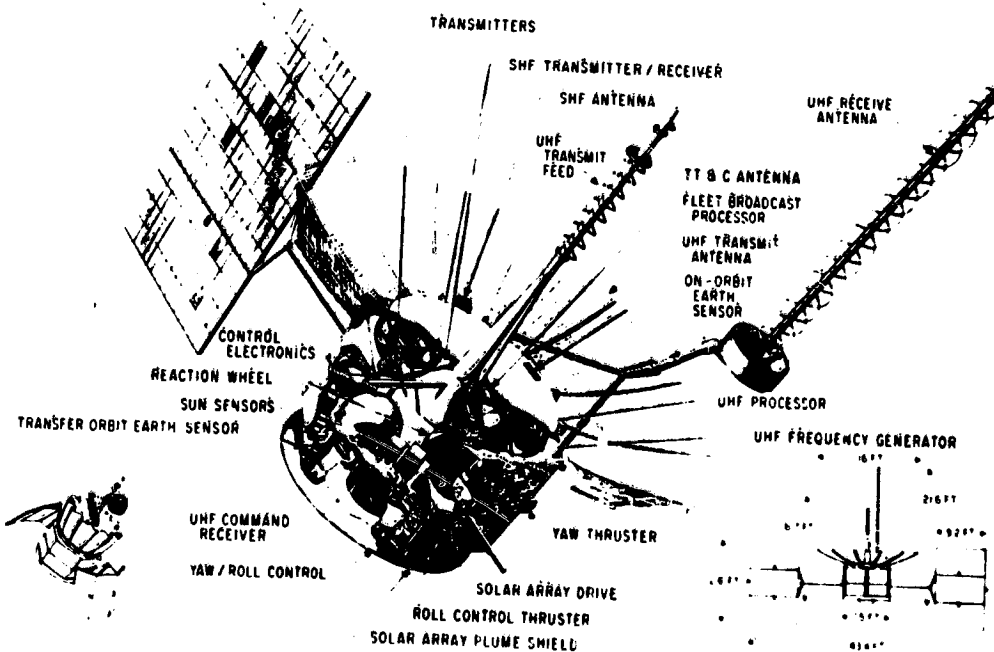 TRANSMITTERS
SHF TRANSMITTER / RECEIVER
SHF ANTENNA
UHF
TRANSMIT
FEED
UHF RECEIVE
ANTENNA
TT & C ANTENNA
FLEET BROADCAST
PROCESSOR
UHF TRANSMIT
ANTENNA
ON-ORBIT
EARTH
SENSOR
CONTROL
ELECTRONICS
REACTION WHEEL
SUN SENSORS
TRANSFER ORBIT EARTH SENSOR
UHF PROCESSOR
UHF FREQUENCY GENERATOR
UHF COMMAND
RECEIVER
YAW / ROLL CONTROL
YAW THRUSTER
SOLAR ARRAY DRIVE
ROLL CONTROL THRUSTER
SOLAR ARRAY PLUME SHIELD
16 FT